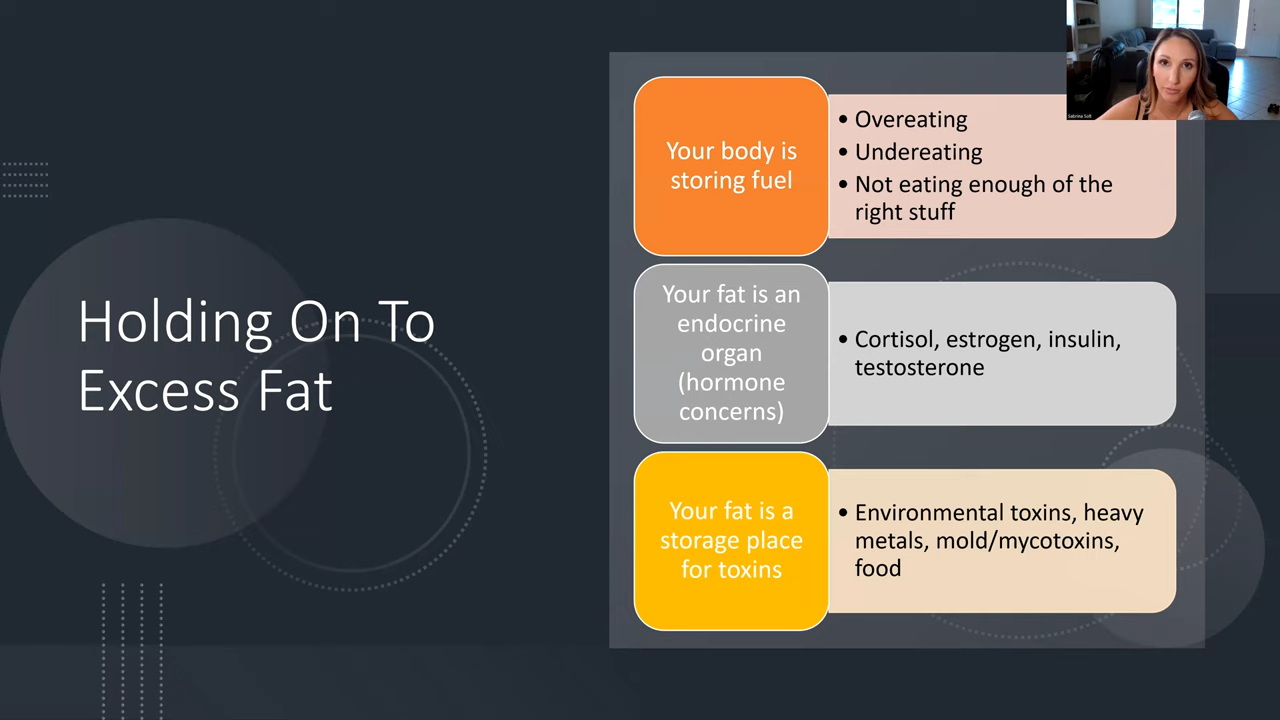 Holding On To
Excess Fat
Your body is
storing fuel
• Overeating
• Undereating
• Not eating enough of the
right stuff
Your fat is an
endocrine
organ
(hormone
concerns)
• Cortisol, estrogen, insulin,
testosterone
Your fat is a
storage place
for toxins
• Environmental toxins, heavy
metals, mold/mycotoxins,
food
Sabrina Solt